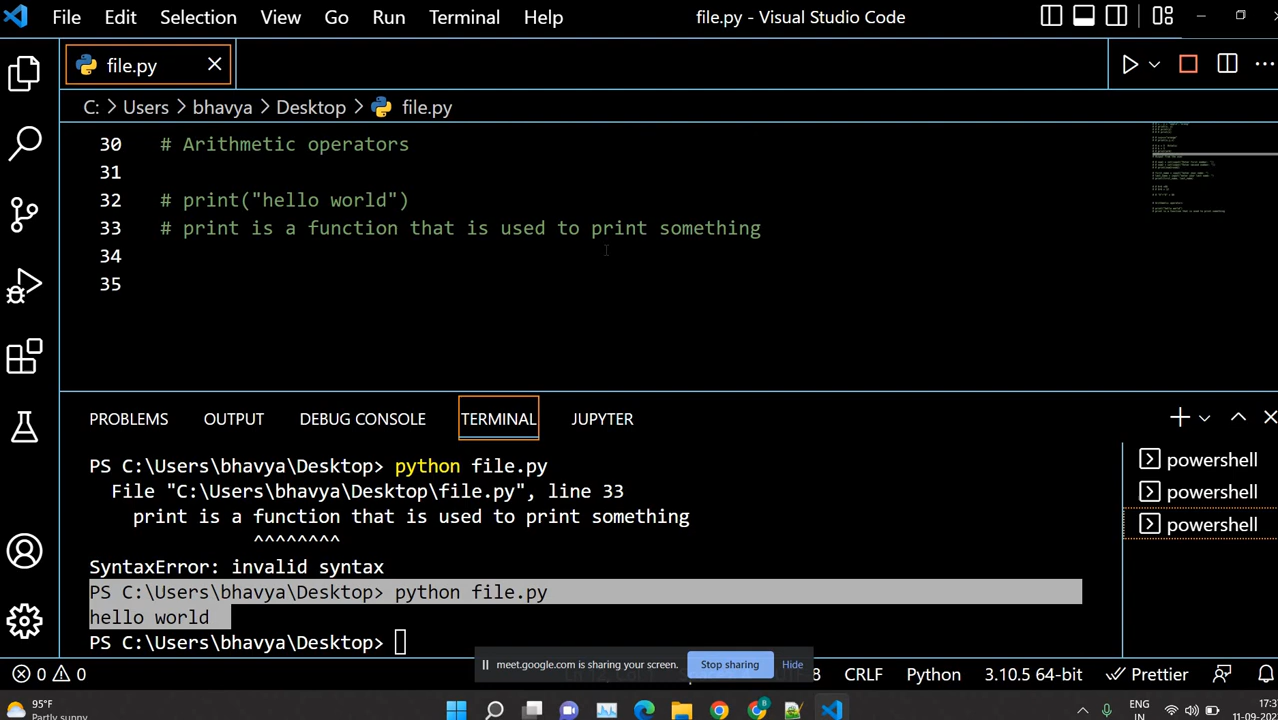 File Edit Selection View Go Run Terminal Help file.py - Visual Studio Code
file.py
C: > Users > bhavya > Desktop > file.py
30 # Arithmetic operators
31
32 # print("hello world")
33 # print is a function that is used to print something
34
35
PROBLEMS OUTPUT DEBUG CONSOLE TERMINAL JUPYTER
PS C:\Users\bhavya\Desktop> python file.py
File "C:\Users\bhavya\Desktop\file.py", line 33
print is a function that is used to print something
^^^^^^^^
SyntaxError: invalid syntax
PS C:\Users\bhavya\Desktop> python file.py
hello world
PS C:\Users\bhavya\Desktop>
powershell
powershell
powershell
meet.google.com is sharing your screen. Stop sharing Hide
0 0 CRLF Python 3.10.5 64-bit Prettier
95°F
Partly sunny
ENG
IN